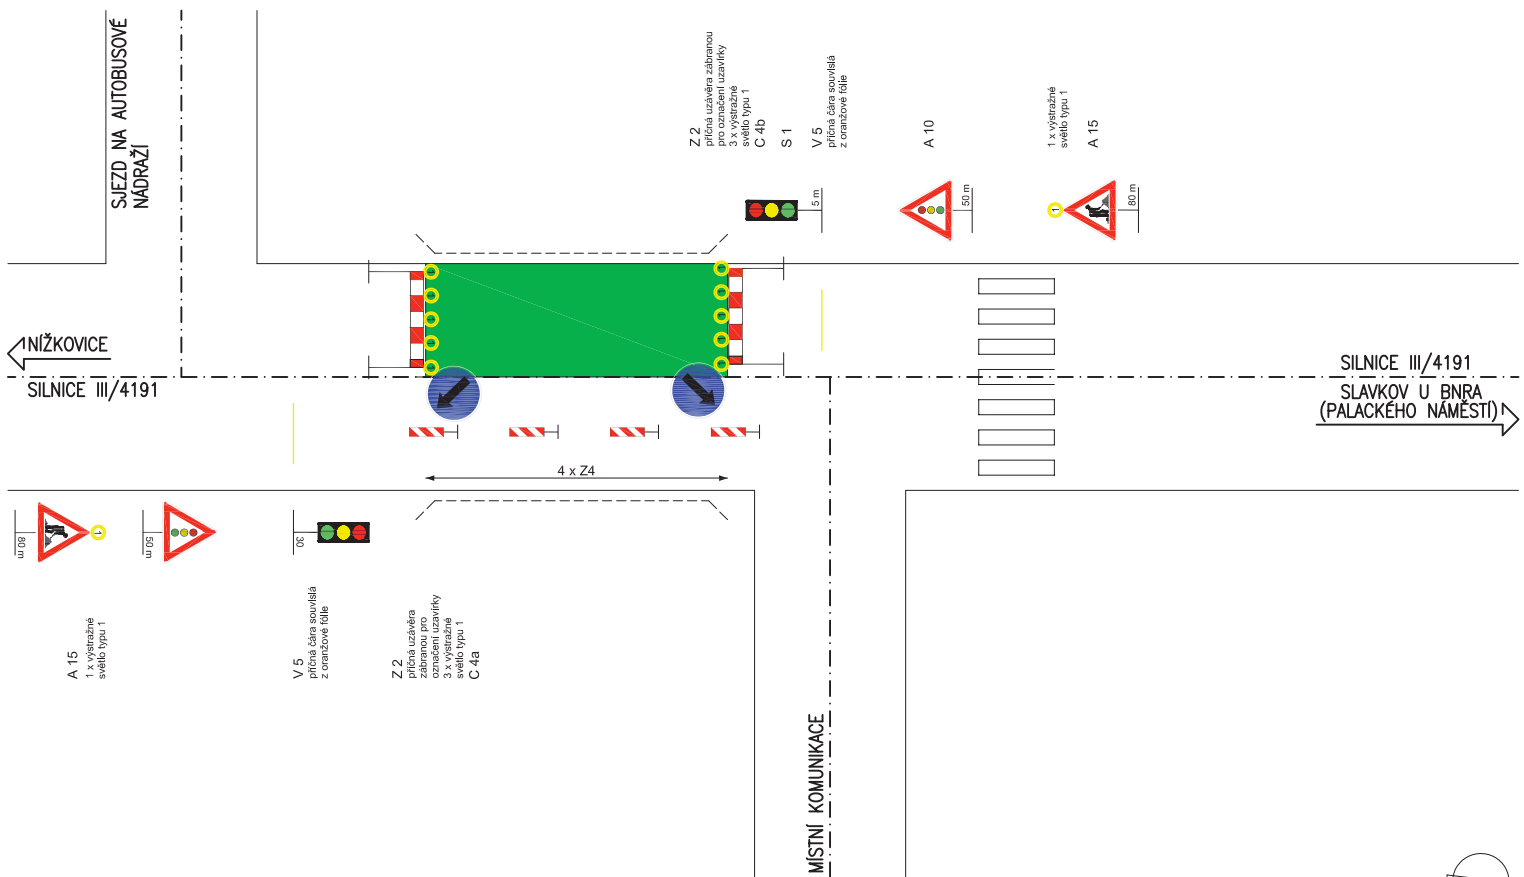 SJEZD NA AUTOBUSOVÉ
NÁDRAŽÍ
Z 2
příčná uzávěra zábranou
pro označení uzavírky
3 x výstražné
světlo typu 1
C 4b
S 1
V 5
příčná čára souvislá
z oranžové fólie
A 10
1 x výstražné
světlo typu 1
A 15
5 m
50 m
1
80 m
NÍŽKOVICE
SILNICE III/4191
SILNICE III/4191
SLAVKOV U BNRA
(PALACKÉHO NÁMĚSTÍ)
4 x Z4
80 m
1
50 m
30
A 15
1 x výstražné
světlo typu 1
V 5
příčná čára souvislá
z oranžové fólie
Z 2
příčná uzávěra
zábranou pro
označení uzavírky
3 x výstražné
světlo typu 1
C 4a
MÍSTNÍ KOMUNIKACE